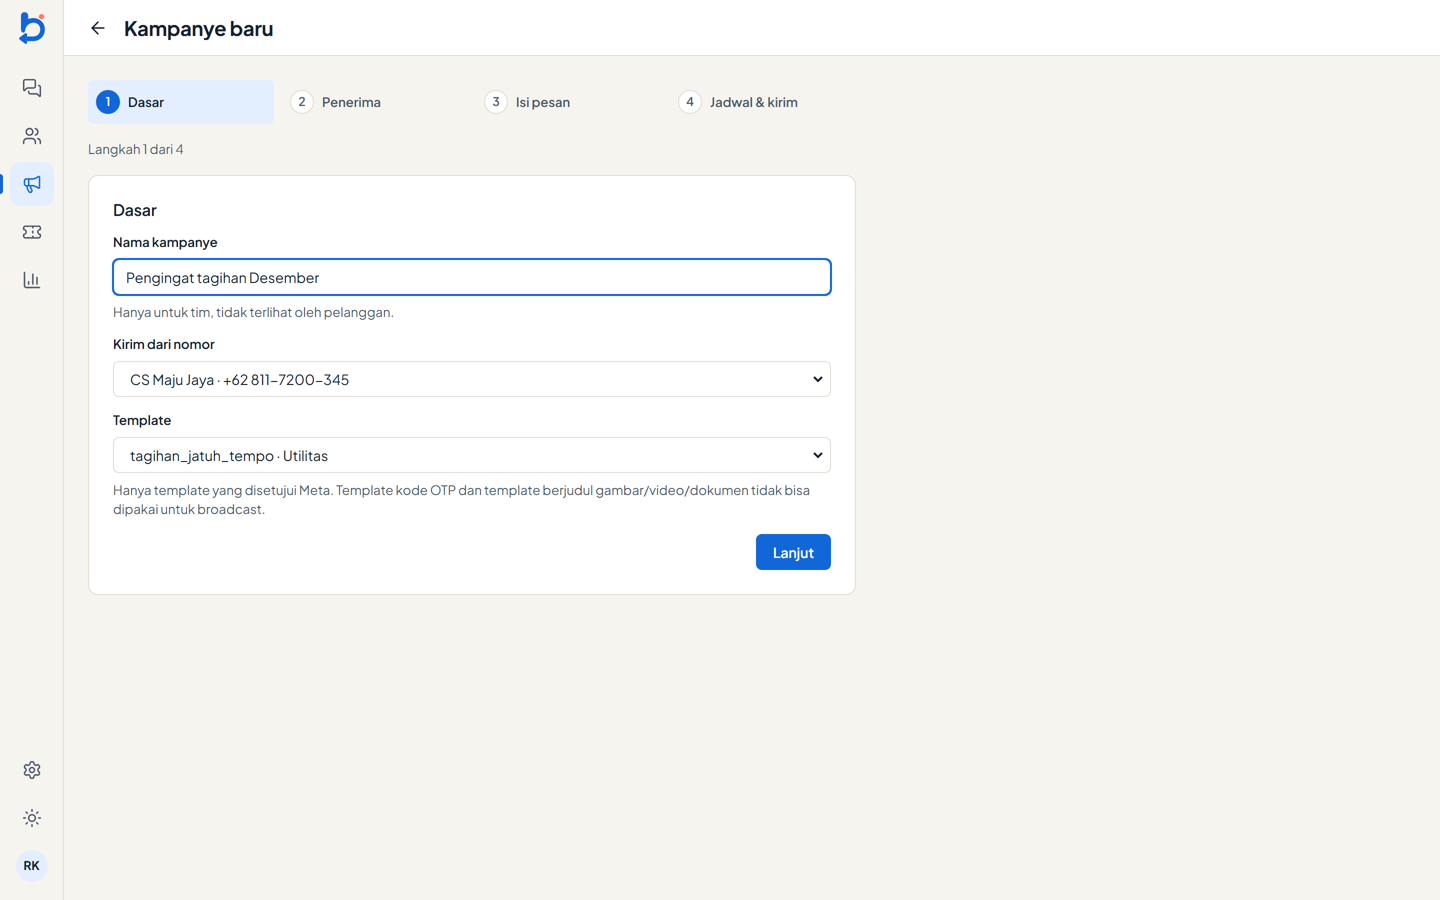 Kampanye baru
1 Dasar
2 Penerima
3 Isi pesan
4 Jadwal & kirim
Langkah 1 dari 4
Dasar
Nama kampanye
Pengingat tagihan Desember
Hanya untuk tim, tidak terlihat oleh pelanggan.
Kirim dari nomor
CS Maju Jaya · +62 811-7200-345
Template
tagihan_jatuh_tempo · Utilitas
Hanya template yang disetujui Meta. Template kode OTP dan template berjudul gambar/video/dokumen tidak bisa
dipakai untuk broadcast.
Lanjut
RK